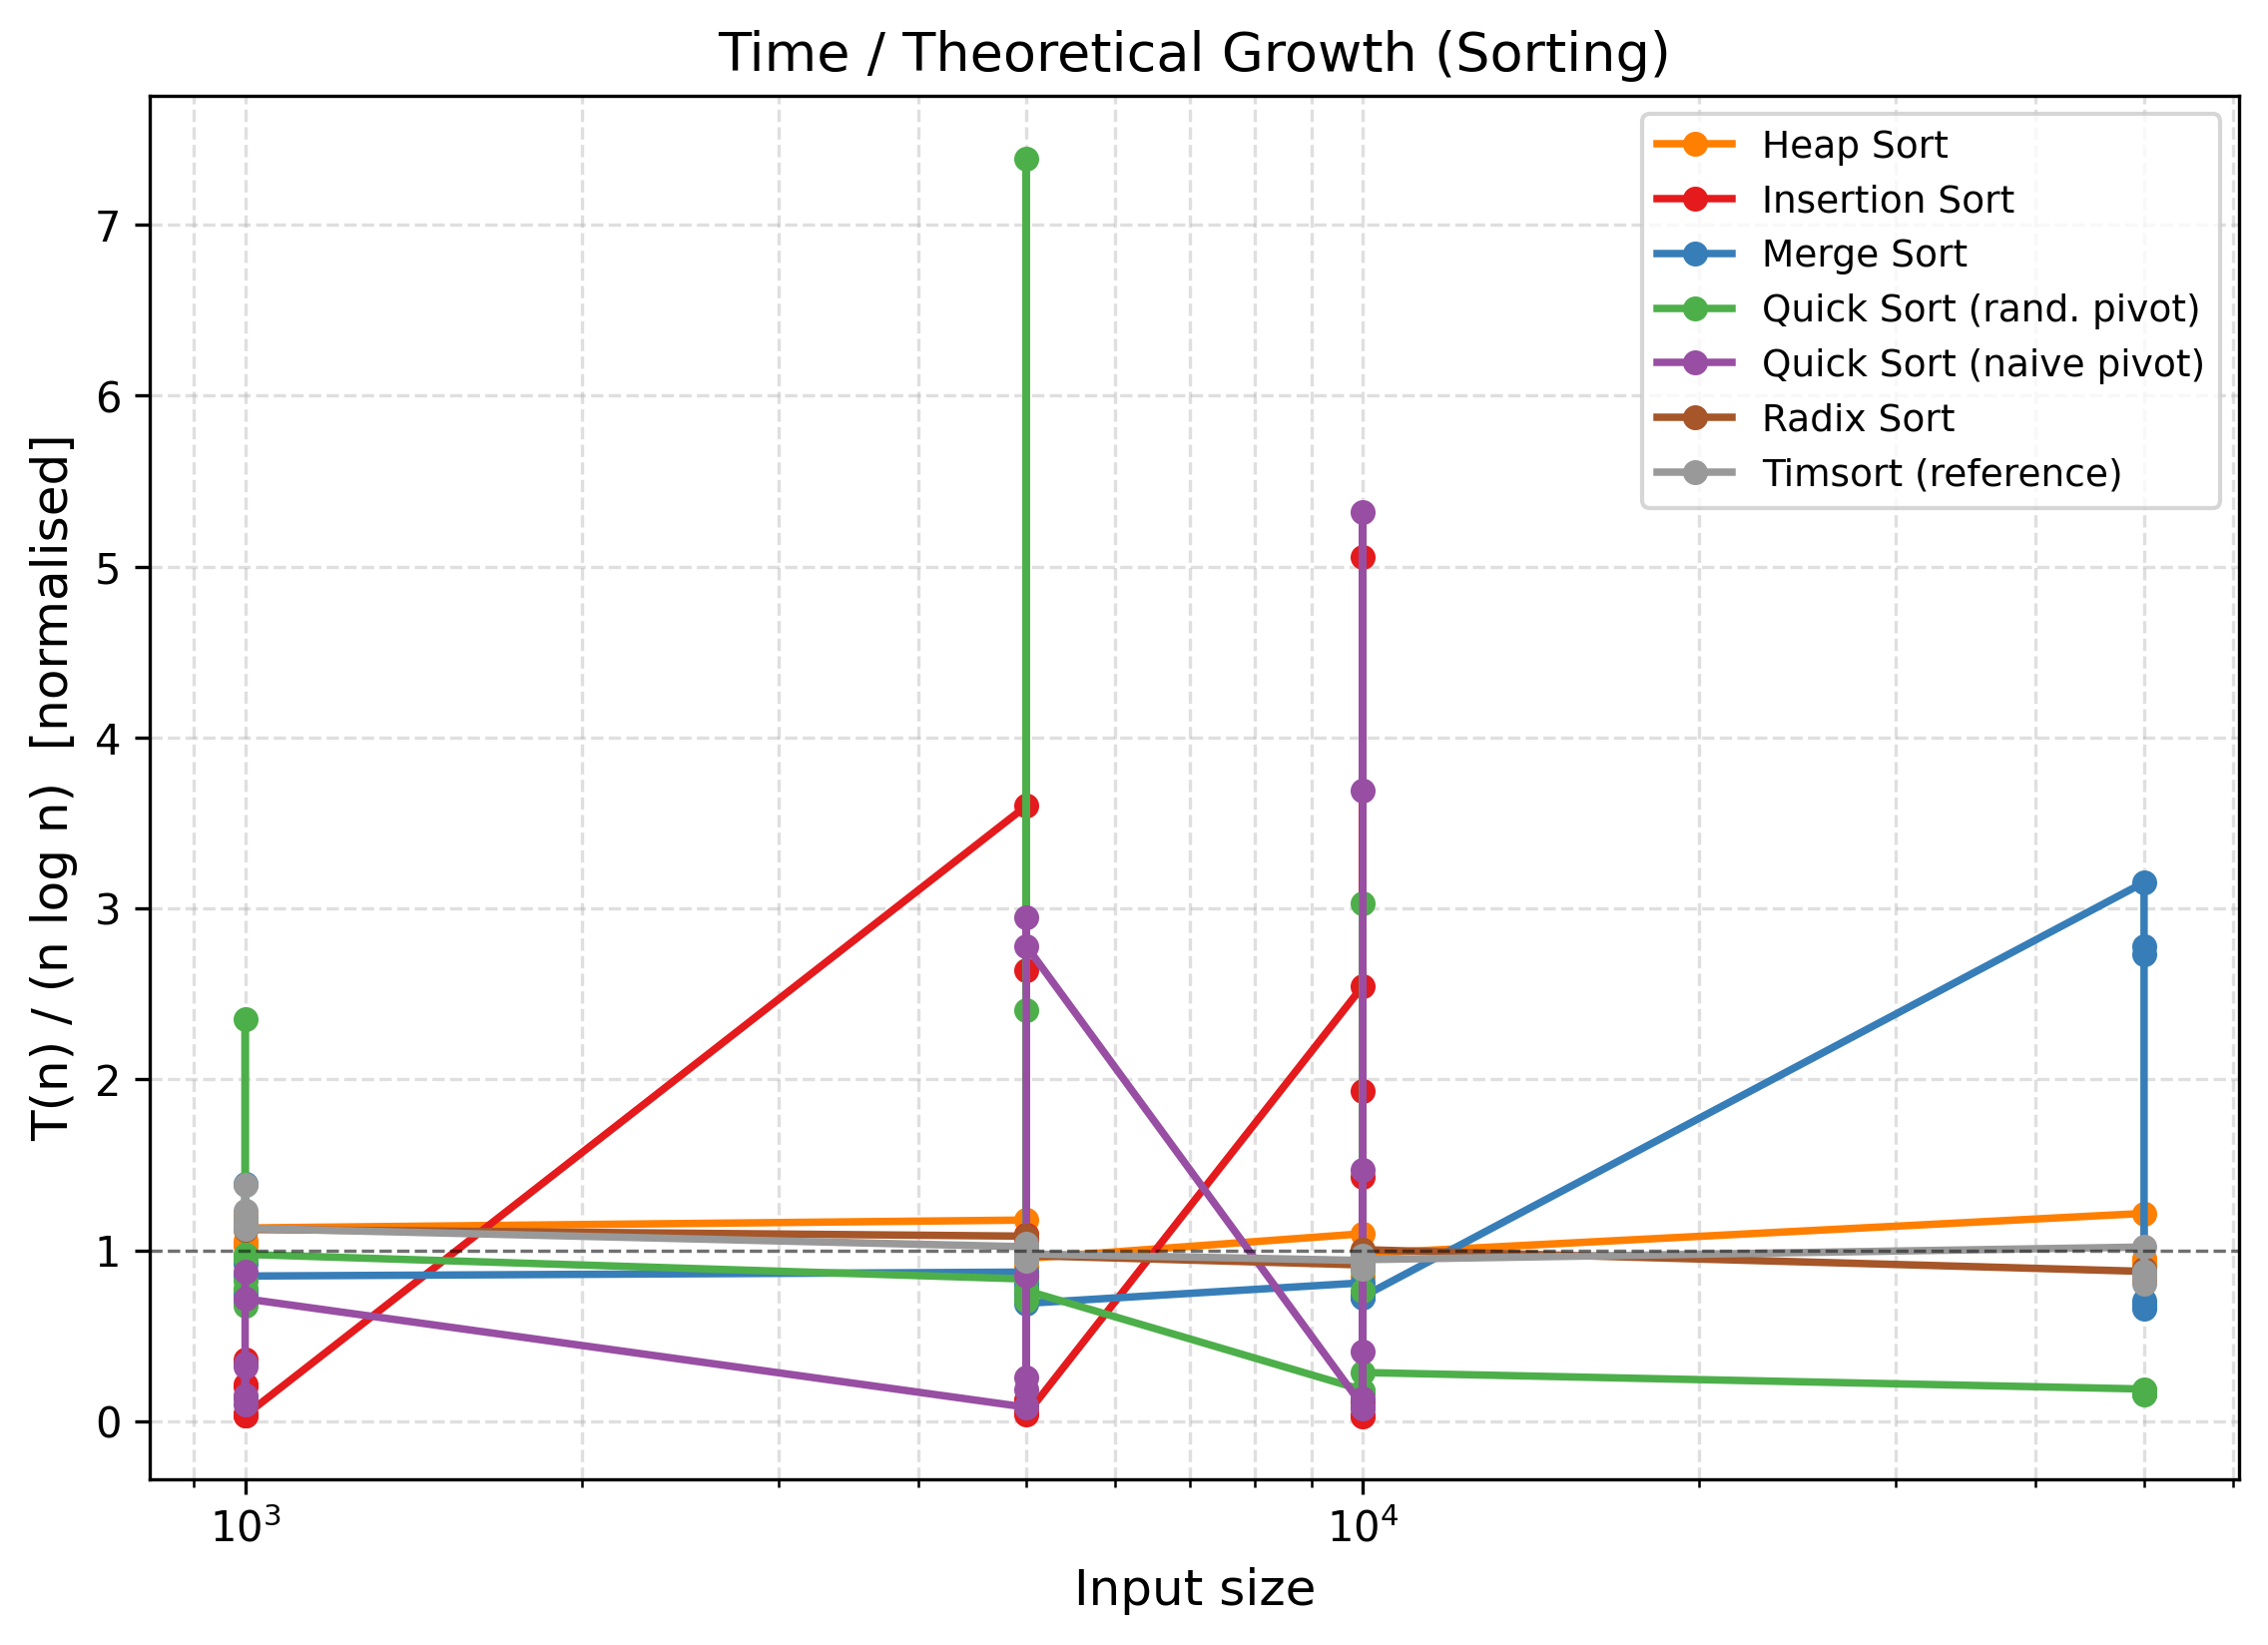 Time / Theoretical Growth (Sorting)
T(n) / (n log n)  [normalised]
7
6
5
4
3
2
1
0
Heap Sort
Insertion Sort
Merge Sort
Quick Sort (rand. pivot)
Quick Sort (naive pivot)
Radix Sort
Timsort (reference)
10³
10⁴
Input size